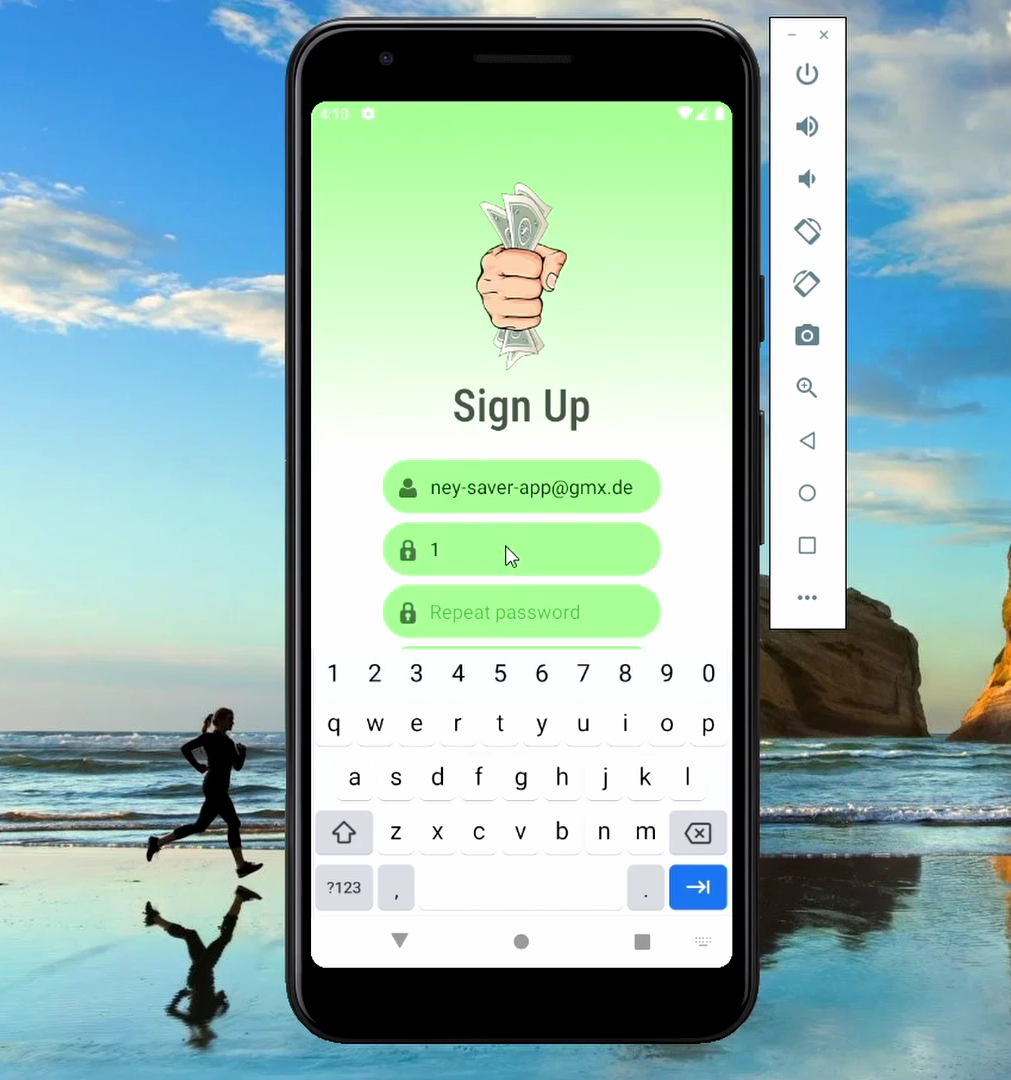 4:10
Sign Up
ney-saver-app@gmx.de
1
Repeat password
1 2 3 4 5 6 7 8 9 0
q w e r t y u i o p
a s d f g h j k l
z x c v b n m
?123 , .